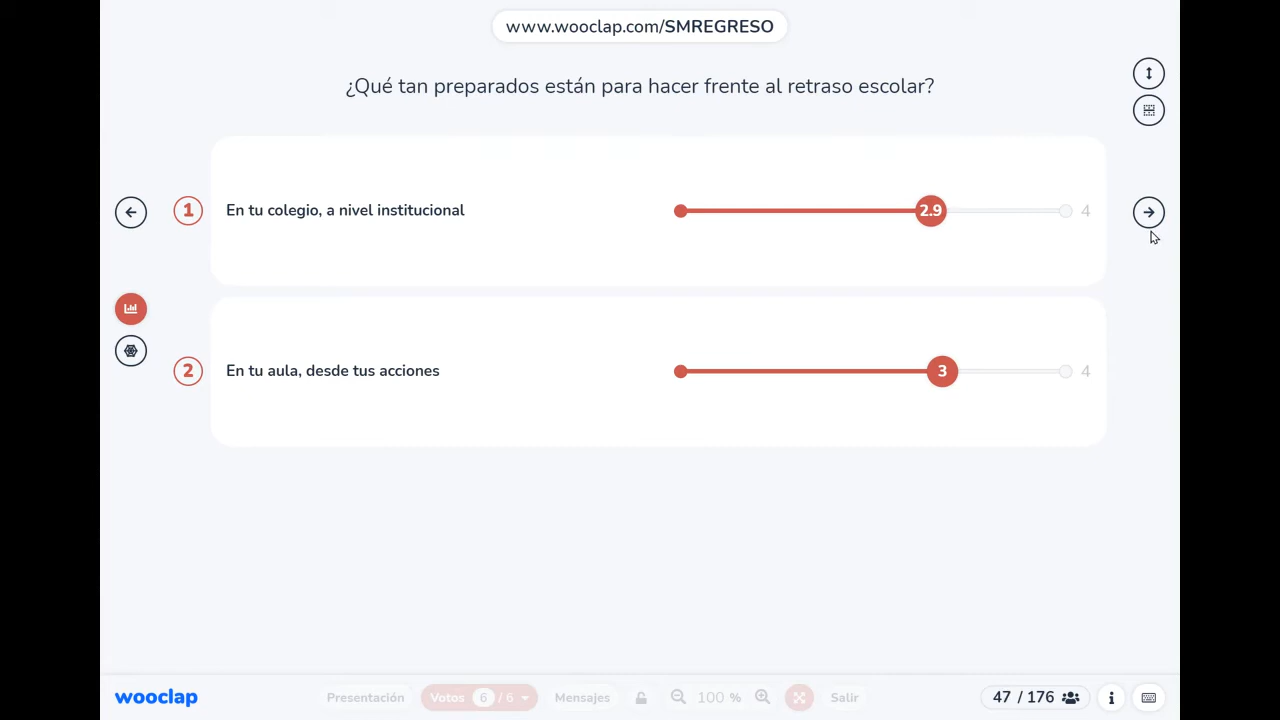 www.wooclap.com/SMREGRESO
¿Qué tan preparados están para hacer frente al retraso escolar?
1 En tu colegio, a nivel institucional 2.9 4
2 En tu aula, desde tus acciones 3 4
wooclap Presentación Votos 6 / 6 Mensajes 100 % Salir 47 / 176 i